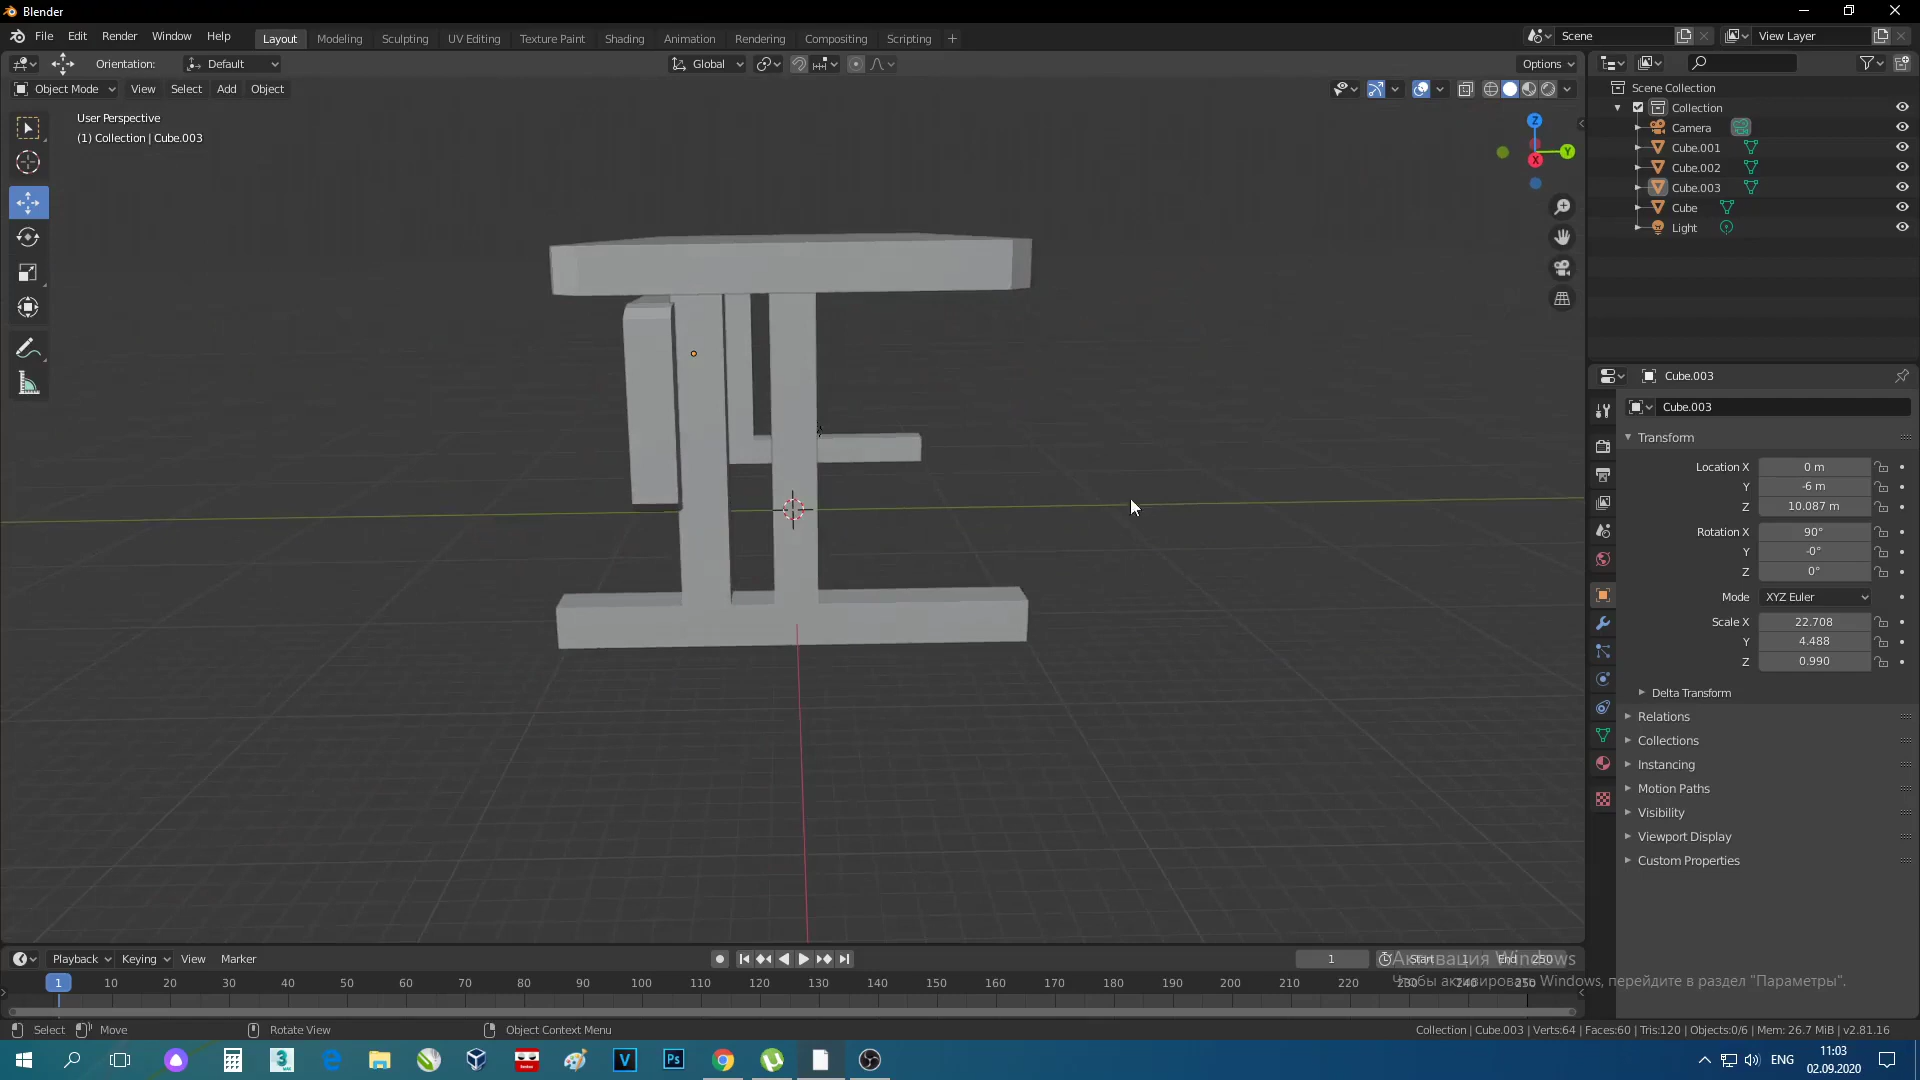 Blender
File Edit Render Window Help
Layout Modeling Sculpting UV Editing Texture Paint Shading Animation Rendering Compositing Scripting
Scene View Layer
Orientation: Default Global Options
Object Mode View Select Add Object
User Perspective
(1) Collection | Cube.003
Z
Y
X
Scene Collection
Collection
Camera
Cube.001
Cube.002
Cube.003
Cube
Light
Cube.003
Cube.003
Transform
Location X 0 m
Y -6 m
Z 10.087 m
Rotation X 90°
Y -0°
Z 0°
Mode XYZ Euler
Scale X 22.708
Y 4.488
Z 0.990
Delta Transform
Relations
Collections
Instancing
Motion Paths
Visibility
Viewport Display
Custom Properties
Playback Keying View Marker
1 Start 1 End 250
Активация Windows
Чтобы активировать Windows, перейдите в раздел "Параметры".
1 10 20 30 40 50 60 70 80 90 100 110 120 130 140 150 160 170 180 190 200 210 220 230 240 250
Select Move Rotate View Object Context Menu
Collection | Cube.003 | Verts:64 | Faces:60 | Tris:120 | Objects:0/6 | Mem: 26.7 MiB | v2.81.16
3
V
Ps
ENG
11:03
02.09.2020